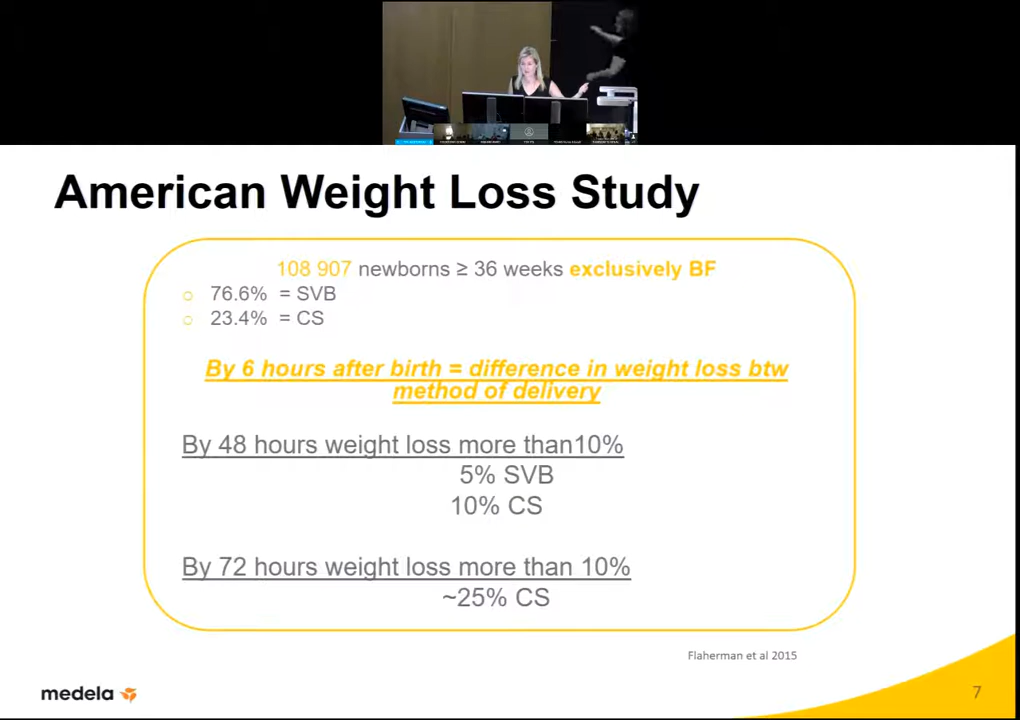 American Weight Loss Study
108 907 newborns ≥ 36 weeks exclusively BF
○ 76.6% = SVB
○ 23.4% = CS
By 6 hours after birth = difference in weight loss btw
method of delivery
By 48 hours weight loss more than10%
5% SVB
10% CS
By 72 hours weight loss more than 10%
~25% CS
Flaherman et al 2015
medela
7